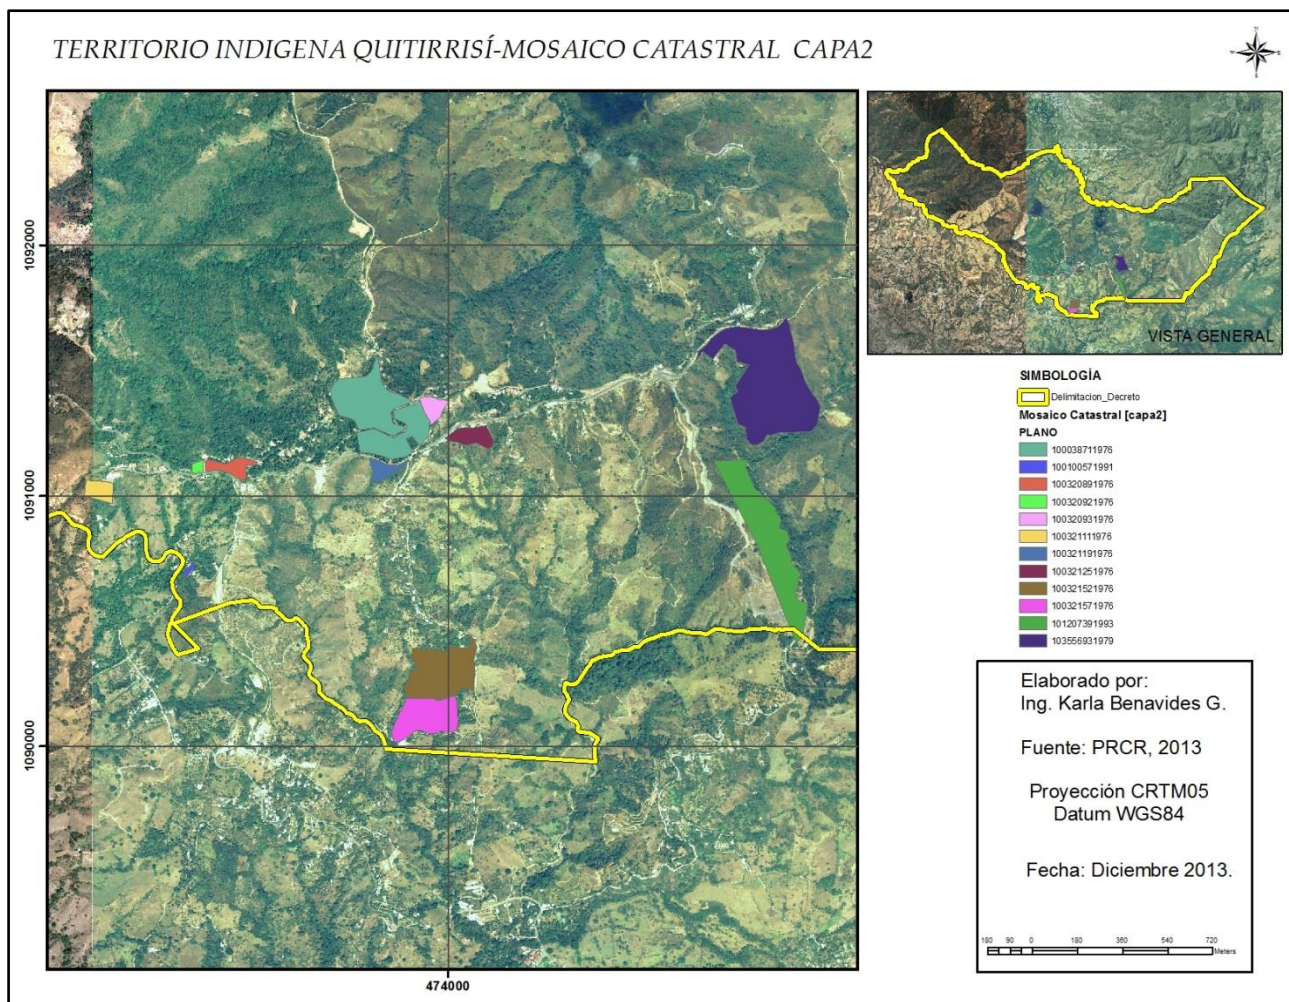 TERRITORIO INDIGENA QUITIRRISÍ-MOSAICO CATASTRAL CAPA2
1092000
1091000
1090000
474000
VISTA GENERAL
SIMBOLOGÍA
Delimitacion_Decreto
Mosaico Catastral [capa2]
PLANO
100038711976
100100571991
100320891976
100320921976
100320931976
100321111976
100321191976
100321251976
100321521976
100321571976
101207391993
103556931979
Elaborado por:
Ing. Karla Benavides G.
Fuente: PRCR, 2013
Proyección CRTM05
Datum WGS84
Fecha: Diciembre 2013.
180 90 0 180 360 540 720
Meters